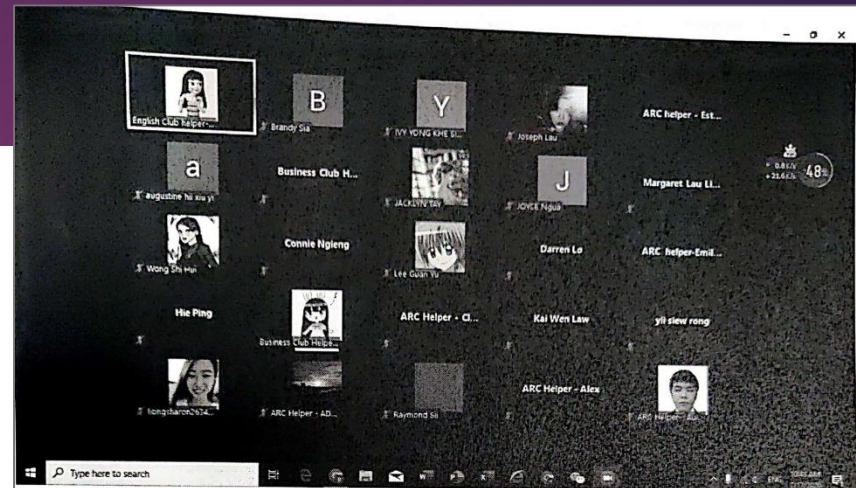 English Club helper-...
B
Brandy Sia
Y
IVY YONG KHE SI...
Joseph Lau
ARC helper - Est...
a
augustine hii xiu yi
Business Club H...
JACKLYN TAY
J
JOYCE Ngua
Margaret Lau Li...
48%
Wong Shi Hui
Connie Ngieng
Lee Guan Yu
Darren Lo
ARC helper-Emil...
Hie Ping
Business Club Helpe...
ARC Helper - Cl...
Kai Wen Law
yii siew rong
tiongsharon2634...
ARC Helper - AD...
Raymond Sii
ARC Helper - Alex
Type here to search
ENG